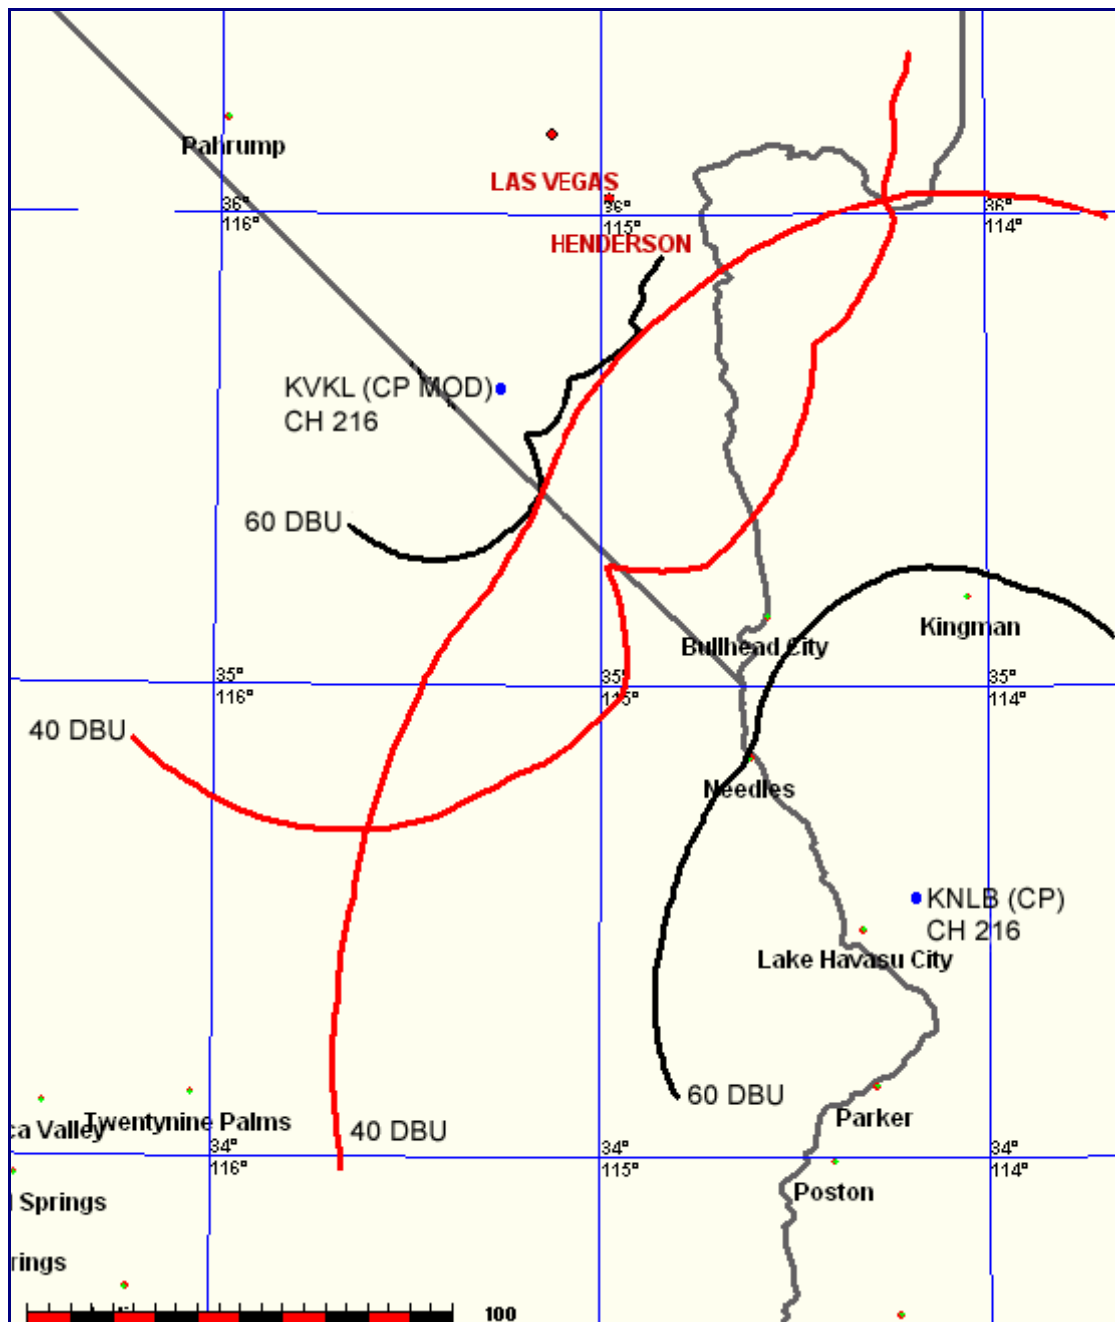 Pahrump
LAS VEGAS
36°
116°
36°
115°
36°
114°
HENDERSON
KVKL (CP MOD)
CH 216
60 DBU
Kingman
Bullhead City
35°
116°
35°
115°
35°
114°
40 DBU
Needles
KNLB (CP)
CH 216
Lake Havasu City
60 DBU
ca Valley
Twentynine Palms
40 DBU
Parker
34°
116°
34°
115°
34°
114°
Poston
Springs
rings
100